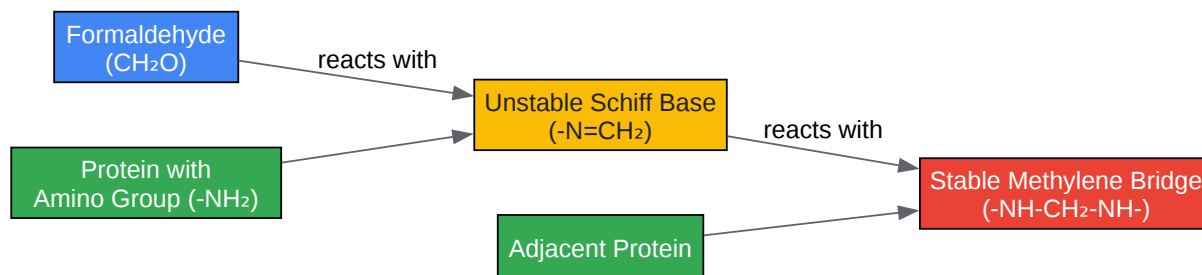 Formaldehyde
(CH₂O)
reacts with
Unstable Schiff Base
(-N=CH₂)
reacts with
Protein with
Amino Group (-NH₂)
Stable Methylene Bridge
(-NH-CH₂-NH-)
Adjacent Protein